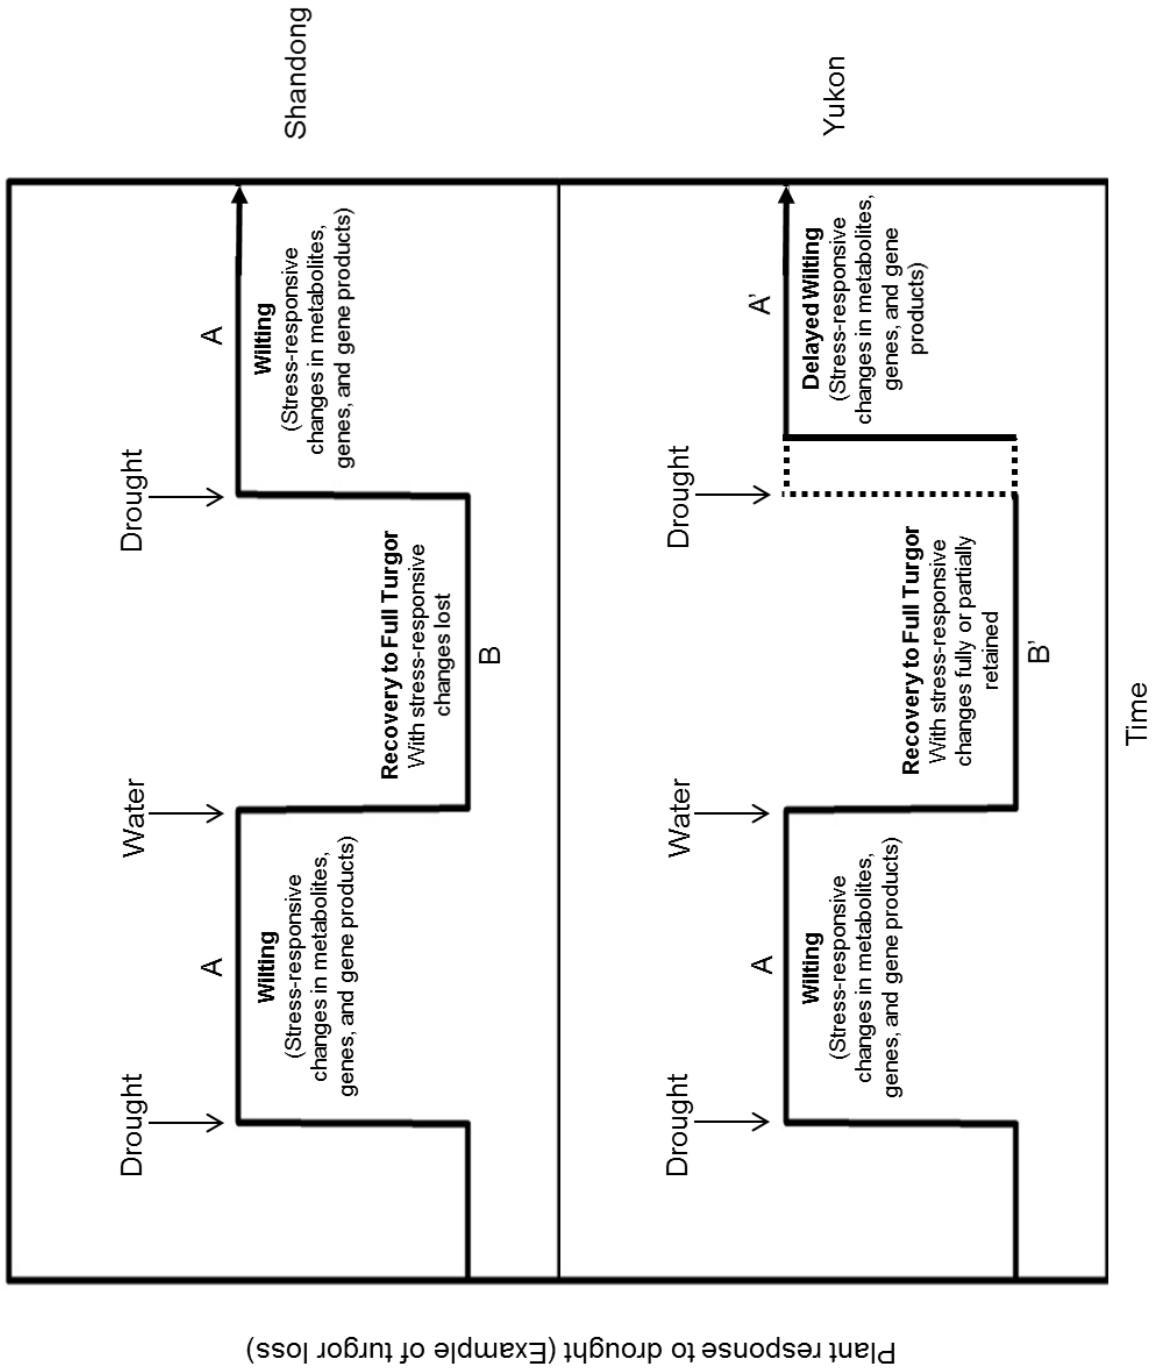 Drought
Water
Drought
A
A
Wilting
(Stress-responsive
changes in metabolites,
genes, and gene products)
Recovery to Full Turgor
With stress-responsive
changes lost
B
Wilting
(Stress-responsive
changes in metabolites,
genes, and gene products)
Shandong
Drought
Water
Drought
A
A'
Wilting
(Stress-responsive
changes in metabolites,
genes, and gene products)
Recovery to Full Turgor
With stress-responsive
changes fully or partially
retained
B'
Delayed Wilting
(Stress-responsive
changes in metabolites,
genes, and gene
products)
Yukon
Time
Plant response to drought (Example of turgor loss)